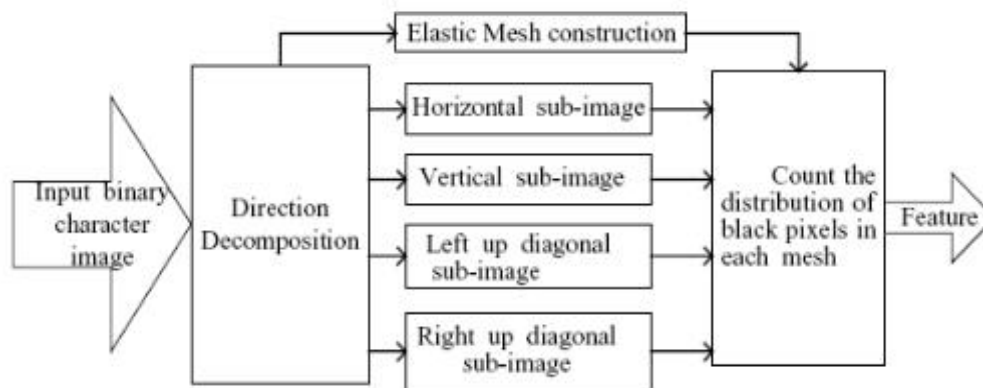 Elastic Mesh construction
Input binary
character
image
Direction
Decomposition
Horizontal sub-image
Vertical sub-image
Left up diagonal
sub-image
Right up diagonal
sub-image
Count the
distribution of
black pixels in
each mesh
Feature